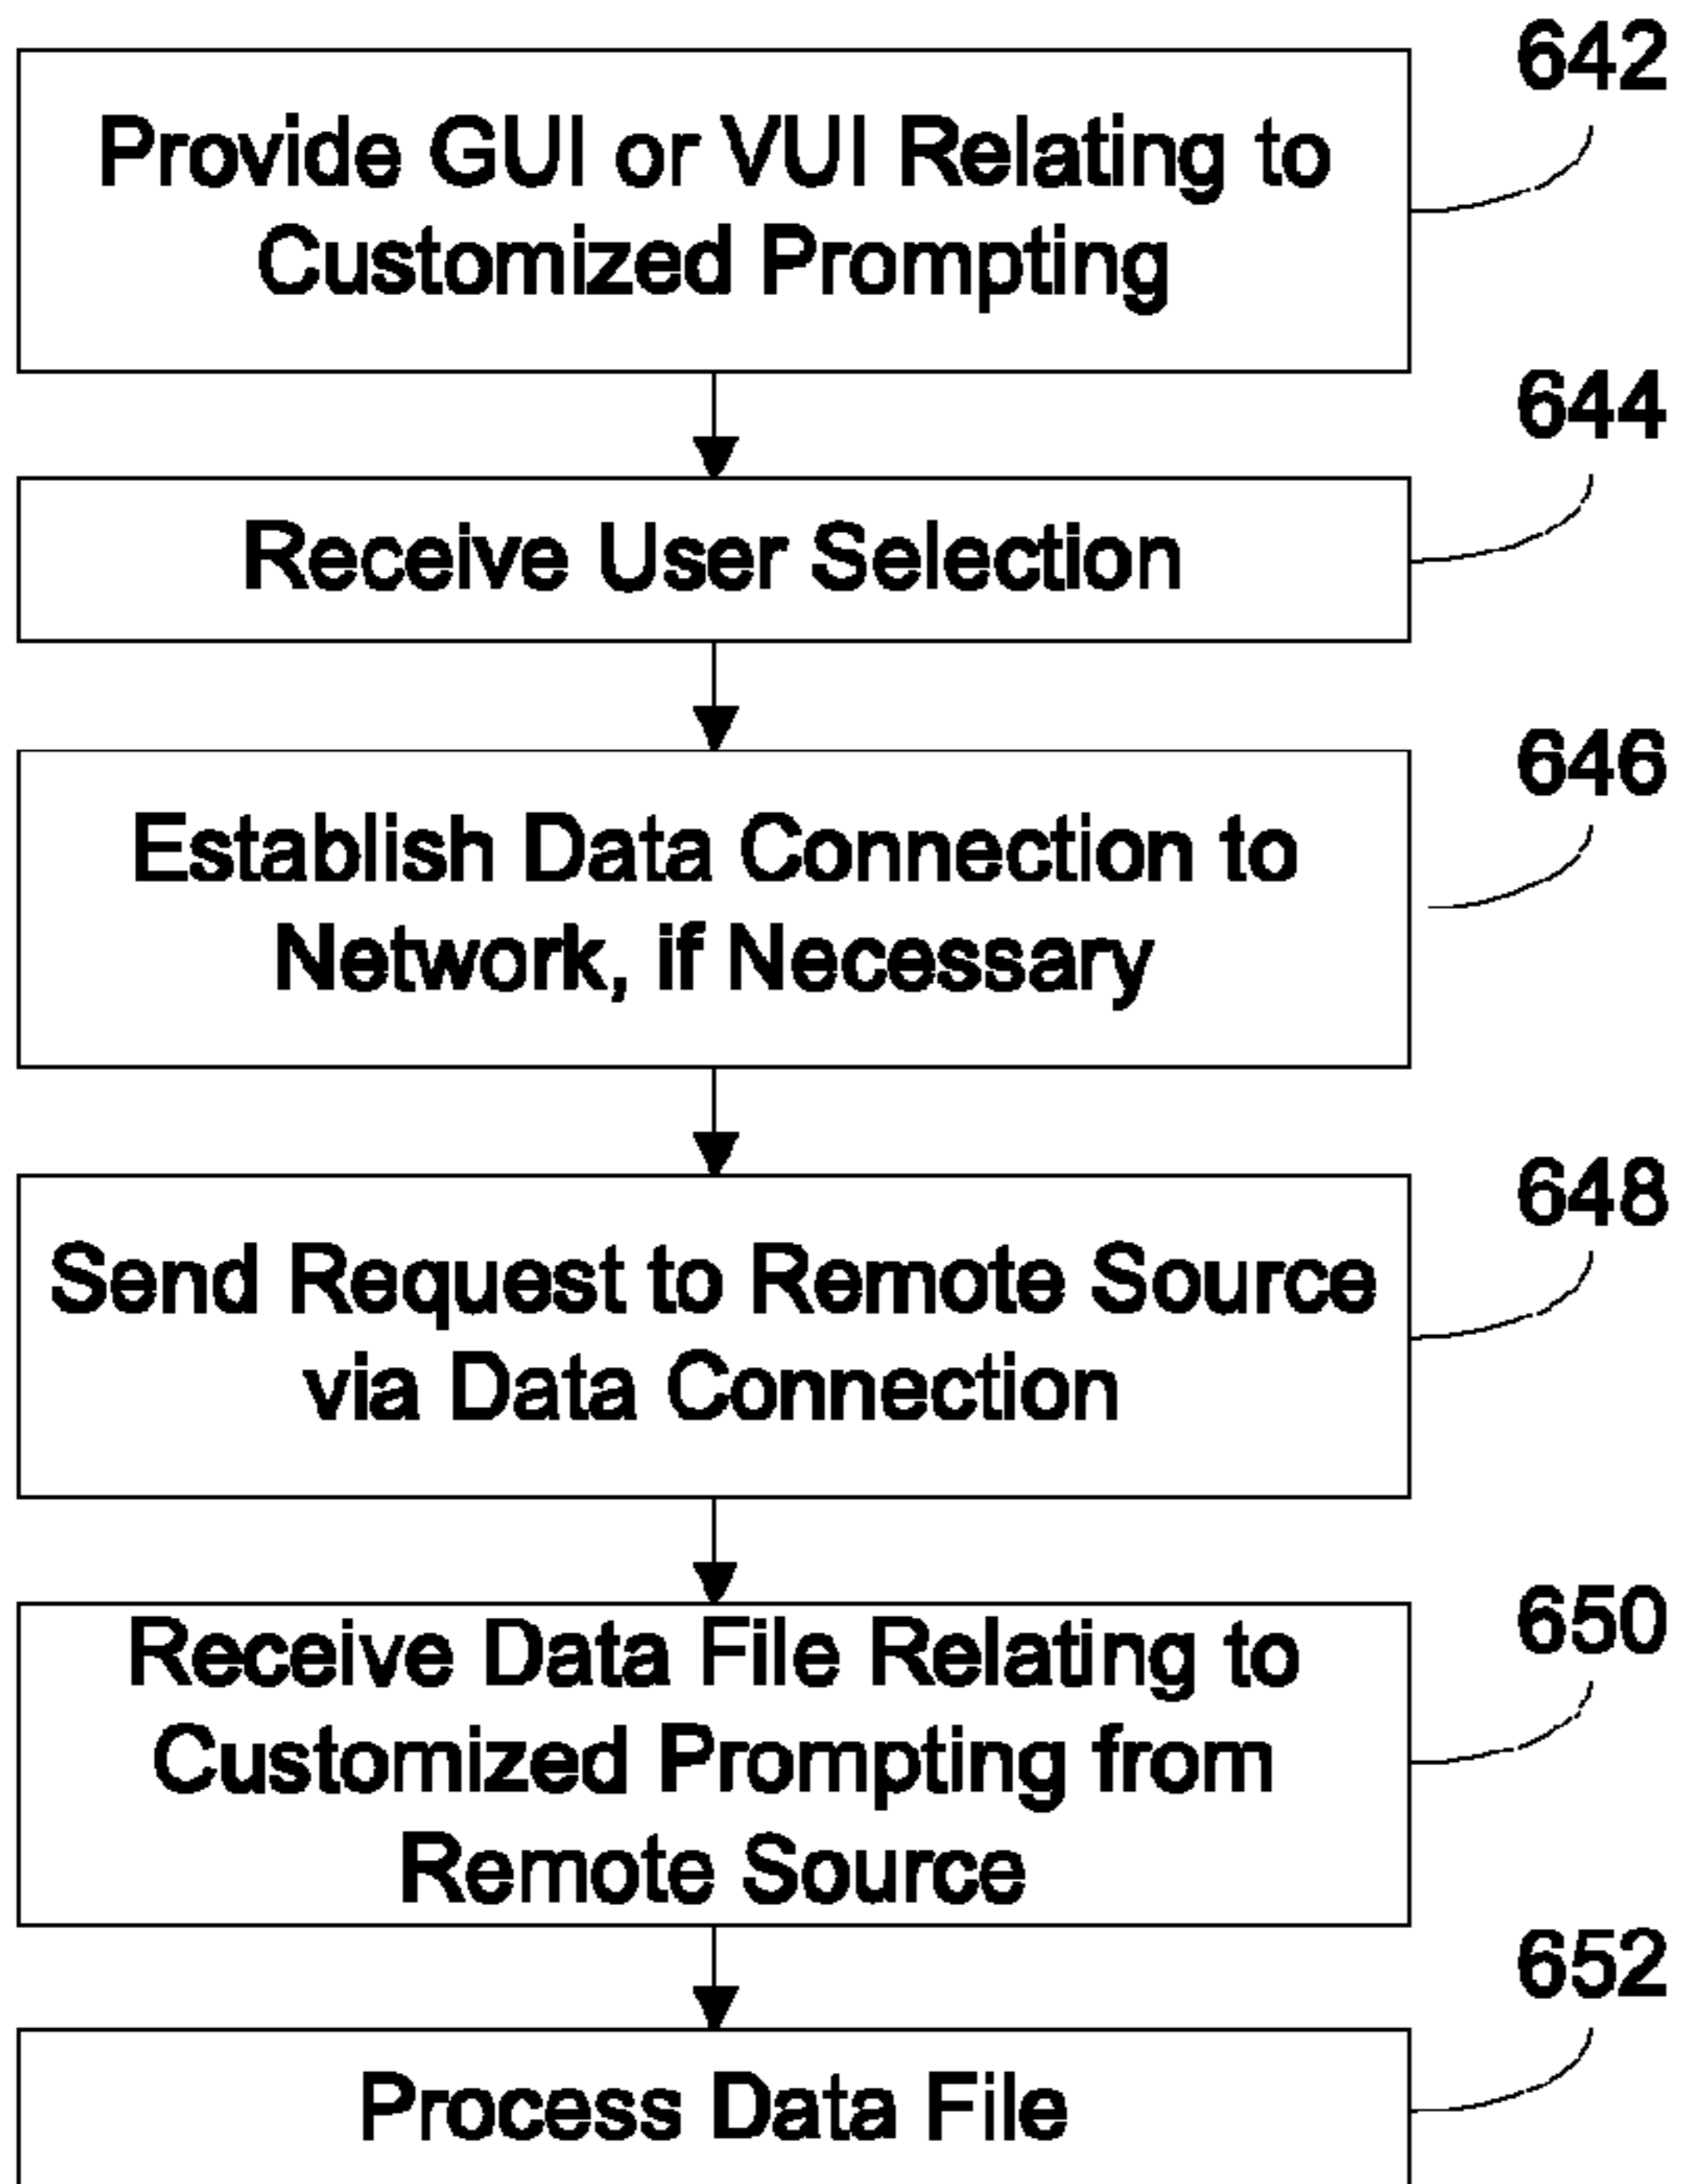 642
Provide GUI or VUI Relating to
Customized Prompting
644
Receive User Selection
646
Establish Data Connection to
Network, if Necessary
648
Send Request to Remote Source
via Data Connection
650
Receive Data File Relating to
Customized Prompting from
Remote Source
652
Process Data File